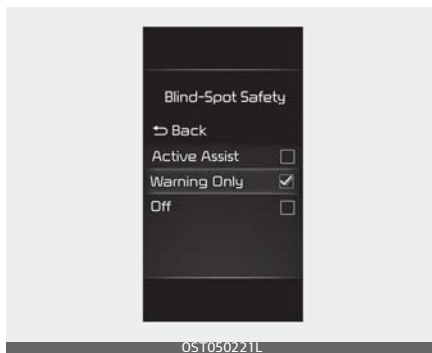 Blind-Spot Safety
Back
Active Assist
Warning Only
Off
OST050221L